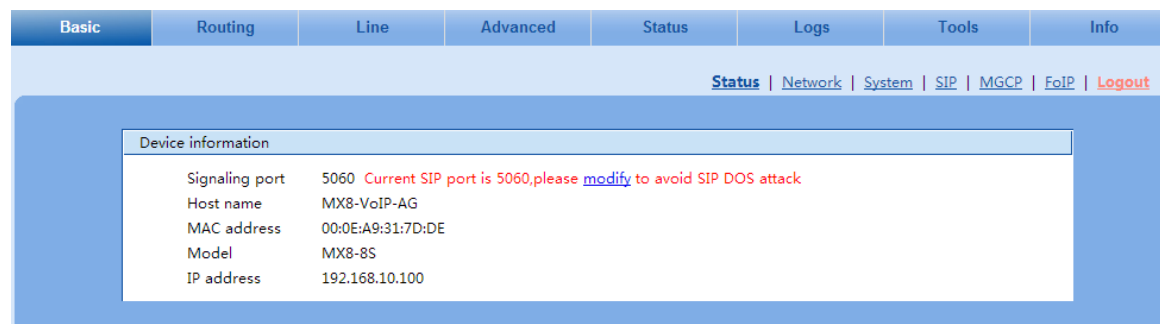 Basic Routing Line Advanced Status Logs Tools Info
Status | Network | System | SIP | MGCP | FoIP | Logout
Device information
Signaling port 5060 Current SIP port is 5060,please modify to avoid SIP DOS attack
Host name MX8-VoIP-AG
MAC address 00:0E:A9:31:7D:DE
Model MX8-8S
IP address 192.168.10.100